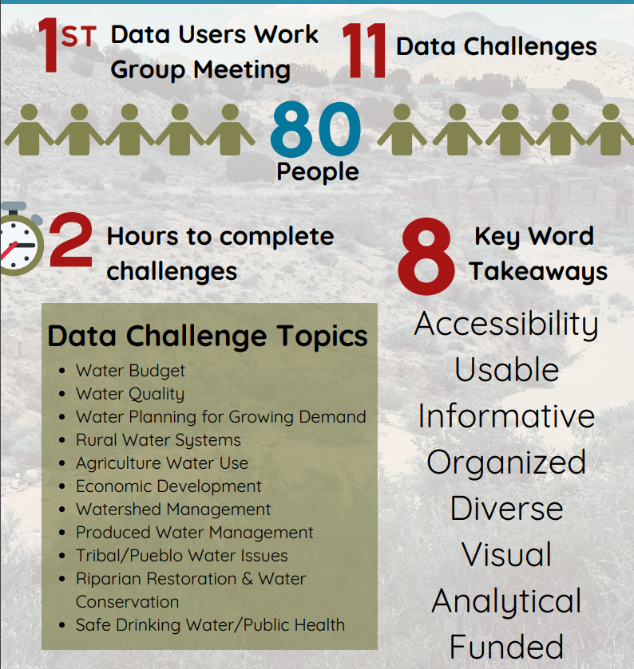 1ST Data Users Work
Group Meeting
11 Data Challenges
80
People
2 Hours to complete
challenges
8 Key Word
Takeaways
Data Challenge Topics
• Water Budget
• Water Quality
• Water Planning for Growing Demand
• Rural Water Systems
• Agriculture Water Use
• Economic Development
• Watershed Management
• Produced Water Management
• Tribal/Pueblo Water Issues
• Riparian Restoration & Water
Conservation
• Safe Drinking Water/Public Health
Accessibility
Usable
Informative
Organized
Diverse
Visual
Analytical
Funded